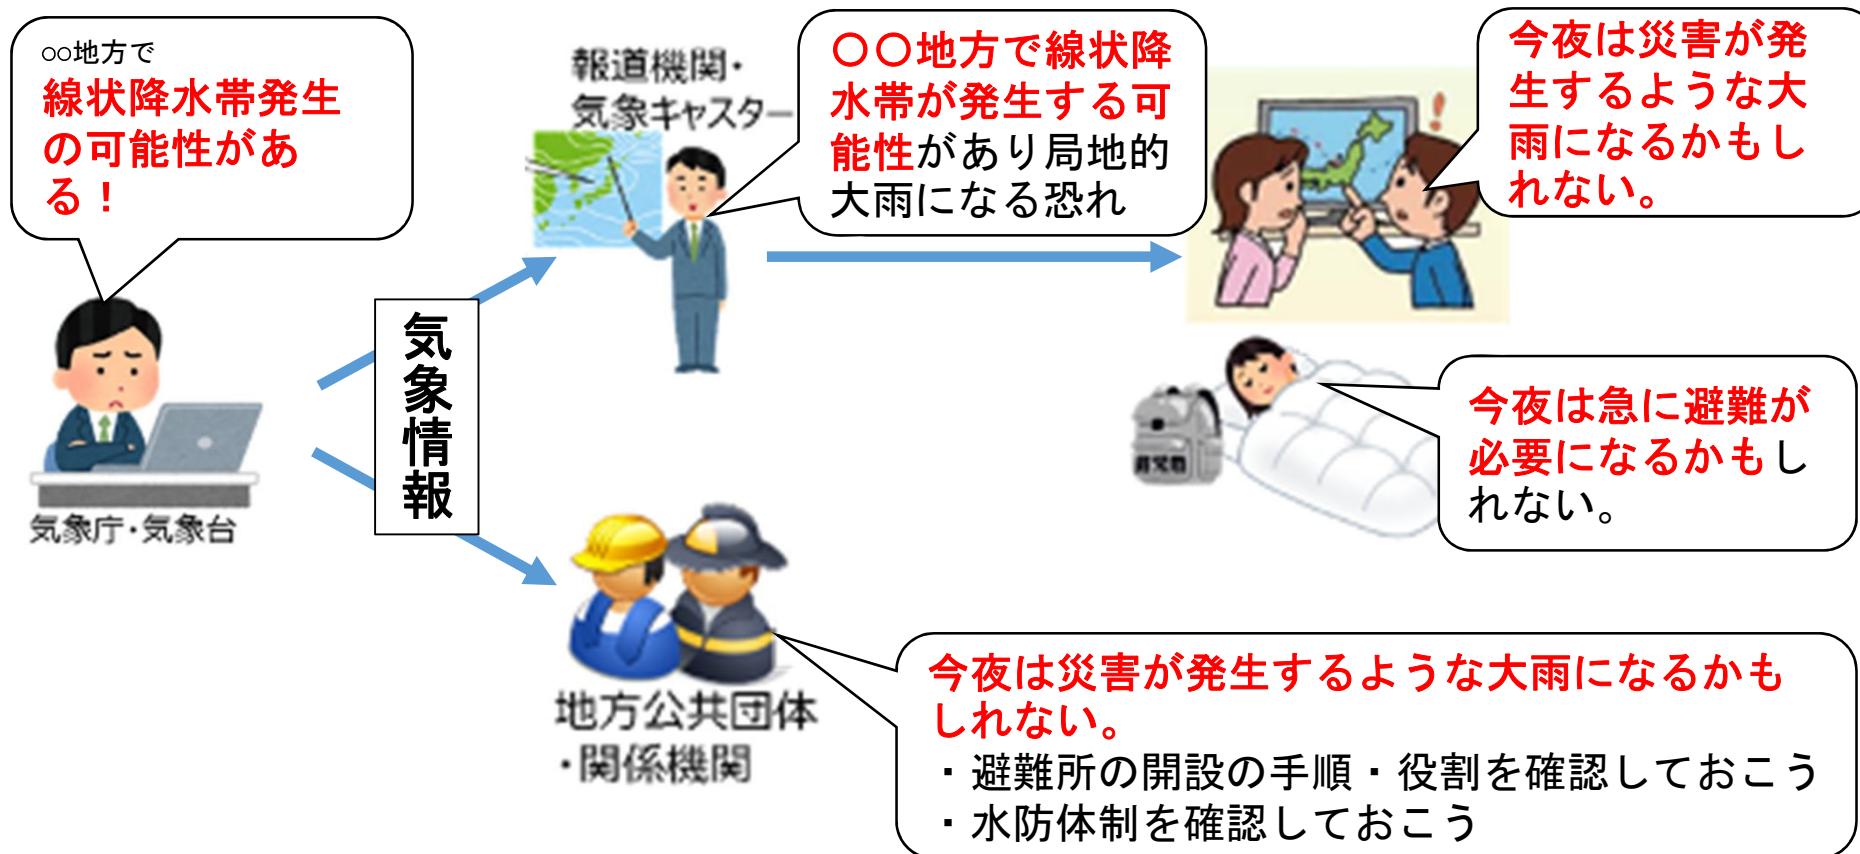 ○○地方で
線状降水帯発生
の可能性があ
る！
報道機関・
気象キャスター
〇〇地方で線状降
水帯が発生する可
能性があり局地的
大雨になる恐れ
今夜は災害が発
生するような大
雨になるかもし
れない。
気象情報
気象庁・気象台
非常用
今夜は急に避難が
必要になるかもし
れない。
地方公共団体
・関係機関
今夜は災害が発生するような大雨になるかも
しれない。
・避難所の開設の手順・役割を確認しておこう
・水防体制を確認しておこう